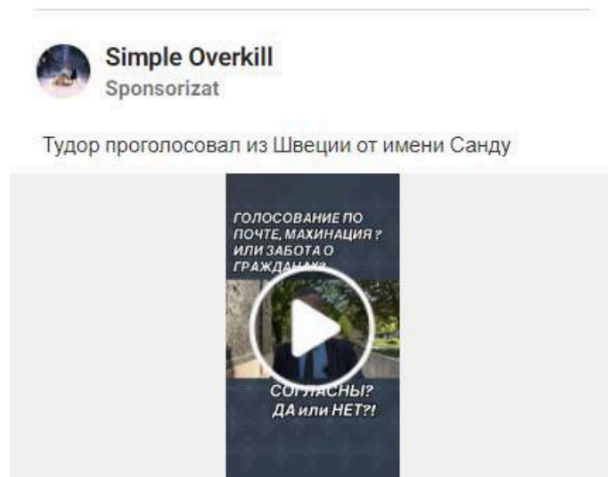 Simple Overkill
Sponsorizat
Тудор проголосовал из Швеции от имени Санду
ГОЛОСОВАНИЕ ПО
ПОЧТЕ, МАХИНАЦИЯ ?
ИЛИ ЗАБОТА О
ГРАЖДАНАХ?
СОГЛАСНЫ?
ДА или НЕТ?!